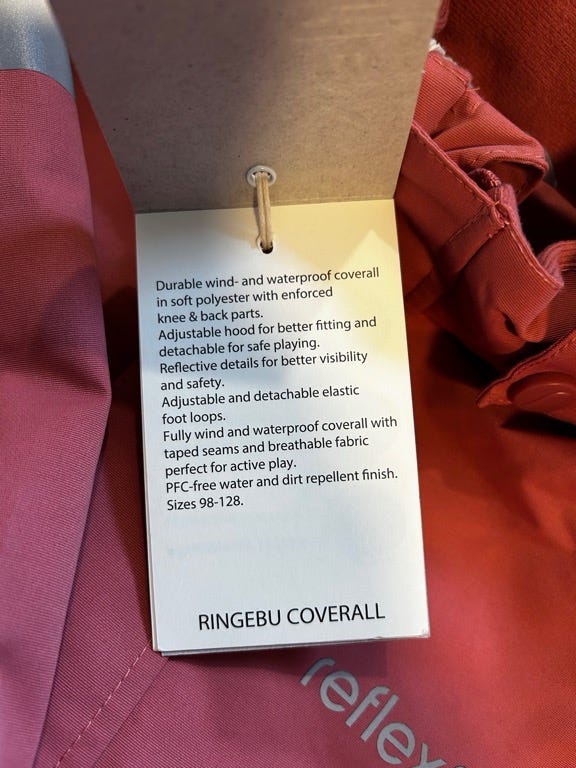 Durable wind- and waterproof coverall
in soft polyester with enforced
knee & back parts.
Adjustable hood for better fitting and
detachable for safe playing.
Reflective details for better visibility
and safety.
Adjustable and detachable elastic
foot loops.
Fully wind and waterproof coverall with
taped seams and breathable fabric
perfect for active play.
PFC-free water and dirt repellent finish.
Sizes 98-128.
RINGEBU COVERALL